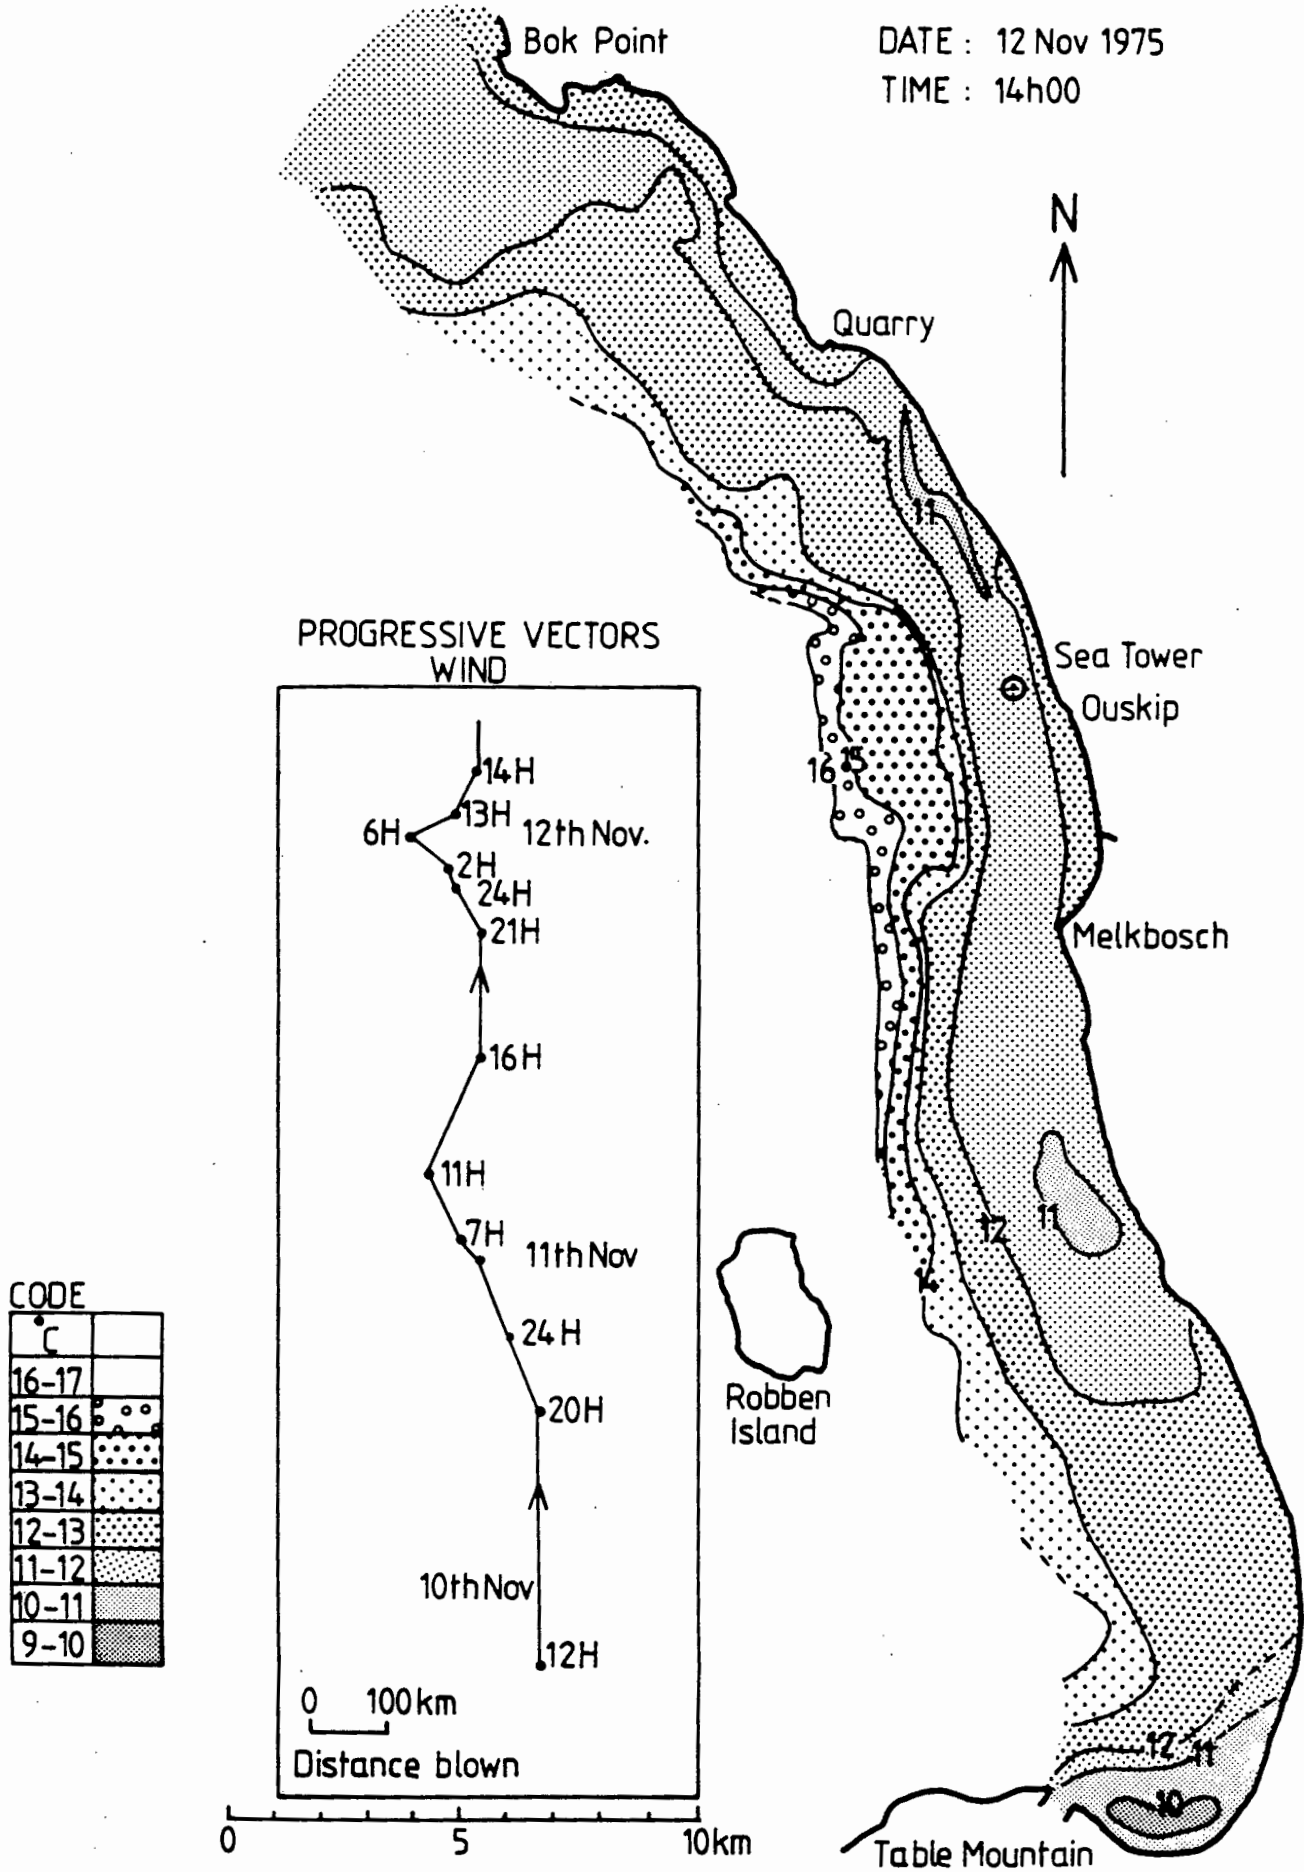 Bok Point
DATE : 12 Nov 1975
TIME : 14h00
N
Quarry
11
Sea Tower
Ouskip
16 15
Melkbosch
PROGRESSIVE VECTORS
WIND
14H
13H
6H
12th Nov.
2H
24H
21H
16H
11H
7H
11th Nov
24H
20H
10th Nov
12H
0 100km
Distance blown
12
11
14
Robben
Island
CODE
°C
16-17
15-16
14-15
13-14
12-13
11-12
10-11
9-10
12 11
10
0 5 10km
Table Mountain